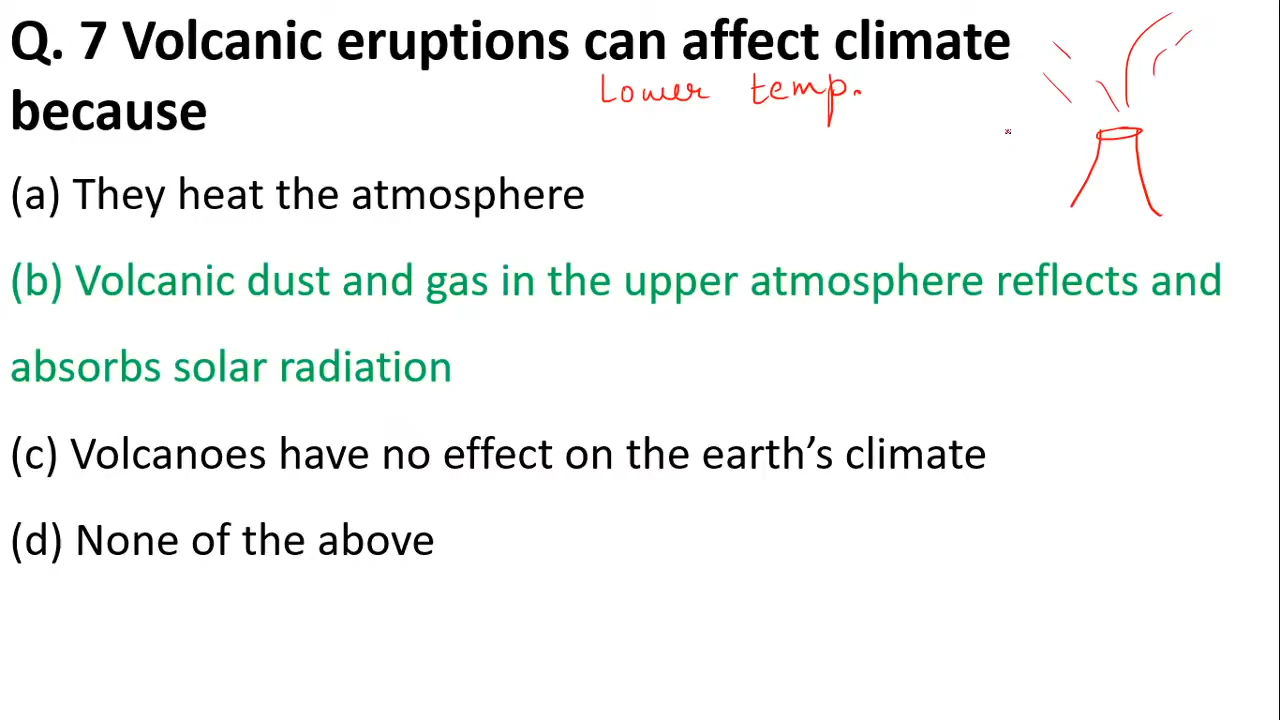 Q. 7 Volcanic eruptions can affect climate
Lower temp.
because
(a) They heat the atmosphere
(b) Volcanic dust and gas in the upper atmosphere reflects and
absorbs solar radiation
(c) Volcanoes have no effect on the earth’s climate
(d) None of the above